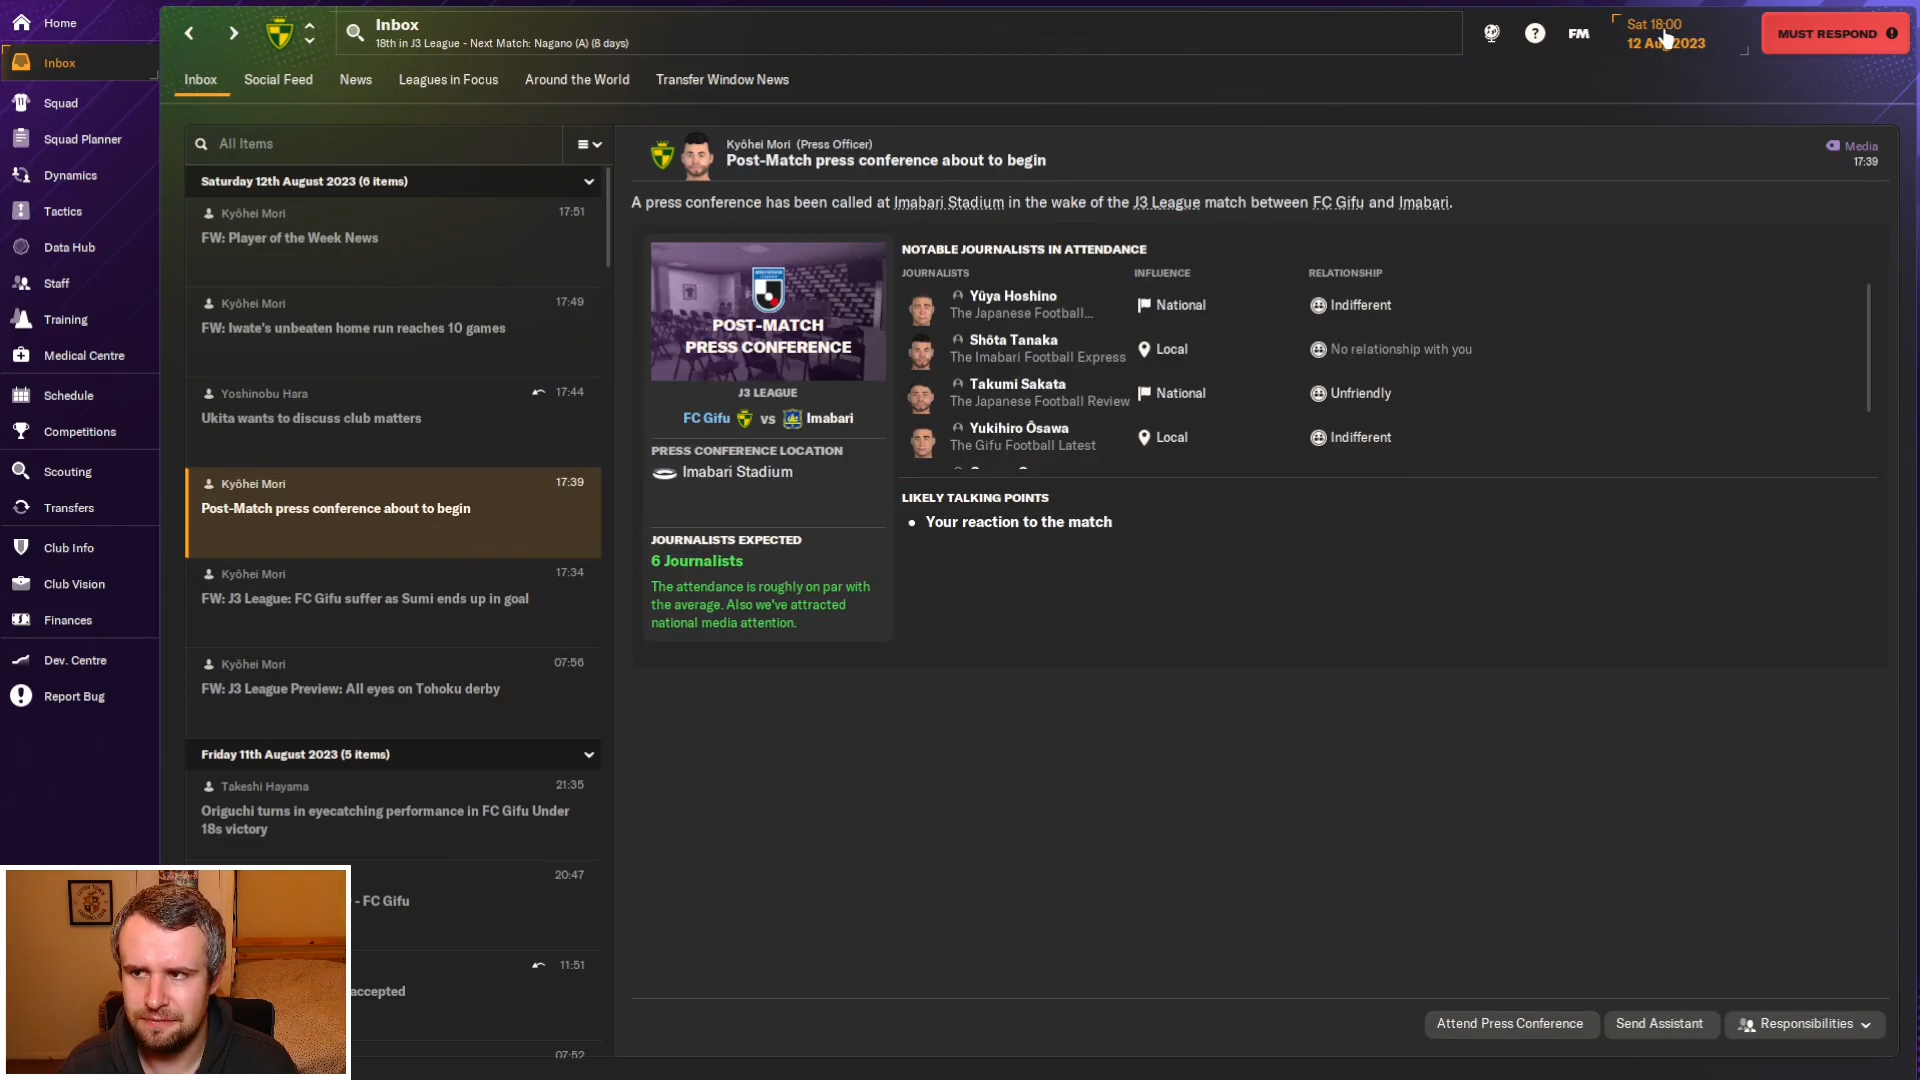 Home
Inbox
Squad
Squad Planner
Dynamics
Tactics
Data Hub
Staff
Training
Medical Centre
Schedule
Competitions
Scouting
Transfers
Club Info
Club Vision
Finances
Dev. Centre
Report Bug
Inbox
18th in J3 League - Next Match: Nagano (A) (8 days)
FM
Sat 18:00
12 Aug 2023
MUST RESPOND
Inbox
Social Feed
News
Leagues in Focus
Around the World
Transfer Window News
All Items
Saturday 12th August 2023 (6 items)
Kyôhei Mori 17:51
FW: Player of the Week News
Kyôhei Mori 17:49
FW: Iwate's unbeaten home run reaches 10 games
Yoshinobu Hara 17:44
Ukita wants to discuss club matters
Kyôhei Mori 17:39
Post-Match press conference about to begin
Kyôhei Mori 17:34
FW: J3 League: FC Gifu suffer as Sumi ends up in goal
Kyôhei Mori 07:56
FW: J3 League Preview: All eyes on Tohoku derby
Friday 11th August 2023 (5 items)
Takeshi Hayama 21:35
Origuchi turns in eyecatching performance in FC Gifu Under
18s victory
20:47
- FC Gifu
11:51
accepted
07:52
Kyôhei Mori (Press Officer)
Post-Match press conference about to begin
Media
17:39
A press conference has been called at Imabari Stadium in the wake of the J3 League match between FC Gifu and Imabari.
POST-MATCH
PRESS CONFERENCE
J3 LEAGUE
FC Gifu vs Imabari
PRESS CONFERENCE LOCATION
Imabari Stadium
JOURNALISTS EXPECTED
6 Journalists
The attendance is roughly on par with
the average. Also we've attracted
national media attention.
NOTABLE JOURNALISTS IN ATTENDANCE
JOURNALISTS INFLUENCE RELATIONSHIP
Yûya Hoshino
The Japanese Football...
National Indifferent
Shôta Tanaka
The Imabari Football Express
Local No relationship with you
Takumi Sakata
The Japanese Football Review
National Unfriendly
Yukihiro Ôsawa
The Gifu Football Latest
Local Indifferent
LIKELY TALKING POINTS
• Your reaction to the match
Attend Press Conference
Send Assistant
Responsibilities